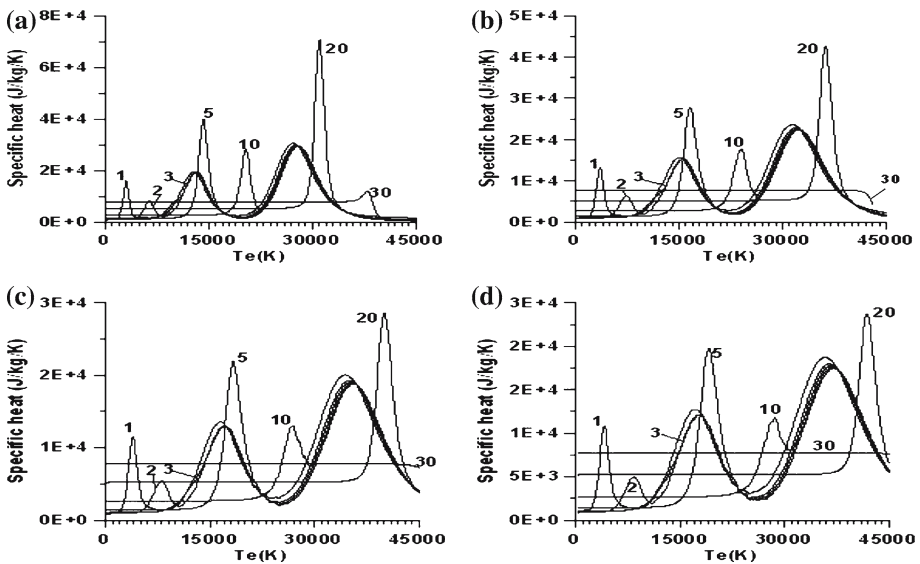 (a)
Specific heat (J/kg/K)
8E+4
6E+4
4E+4
2E+4
0E+0
1
2
3
5
10
20
30
0 15000 30000 45000
Te(K)
(b)
Specific heat (J/kg/K)
5E+4
4E+4
3E+4
2E+4
1E+4
0E+0
1
2
3
5
10
20
30
0 15000 30000 45000
Te(K)
(c)
Specific heat (J/kg/K)
3E+4
2E+4
1E+4
0E+0
1
2
3
5
10
20
30
0 15000 30000 45000
Te(K)
(d)
Specific heat (J/kg/K)
3E+4
2E+4
2E+4
1E+4
5E+3
0E+0
1
2
3
5
10
20
30
0 15000 30000 45000
Te(K)